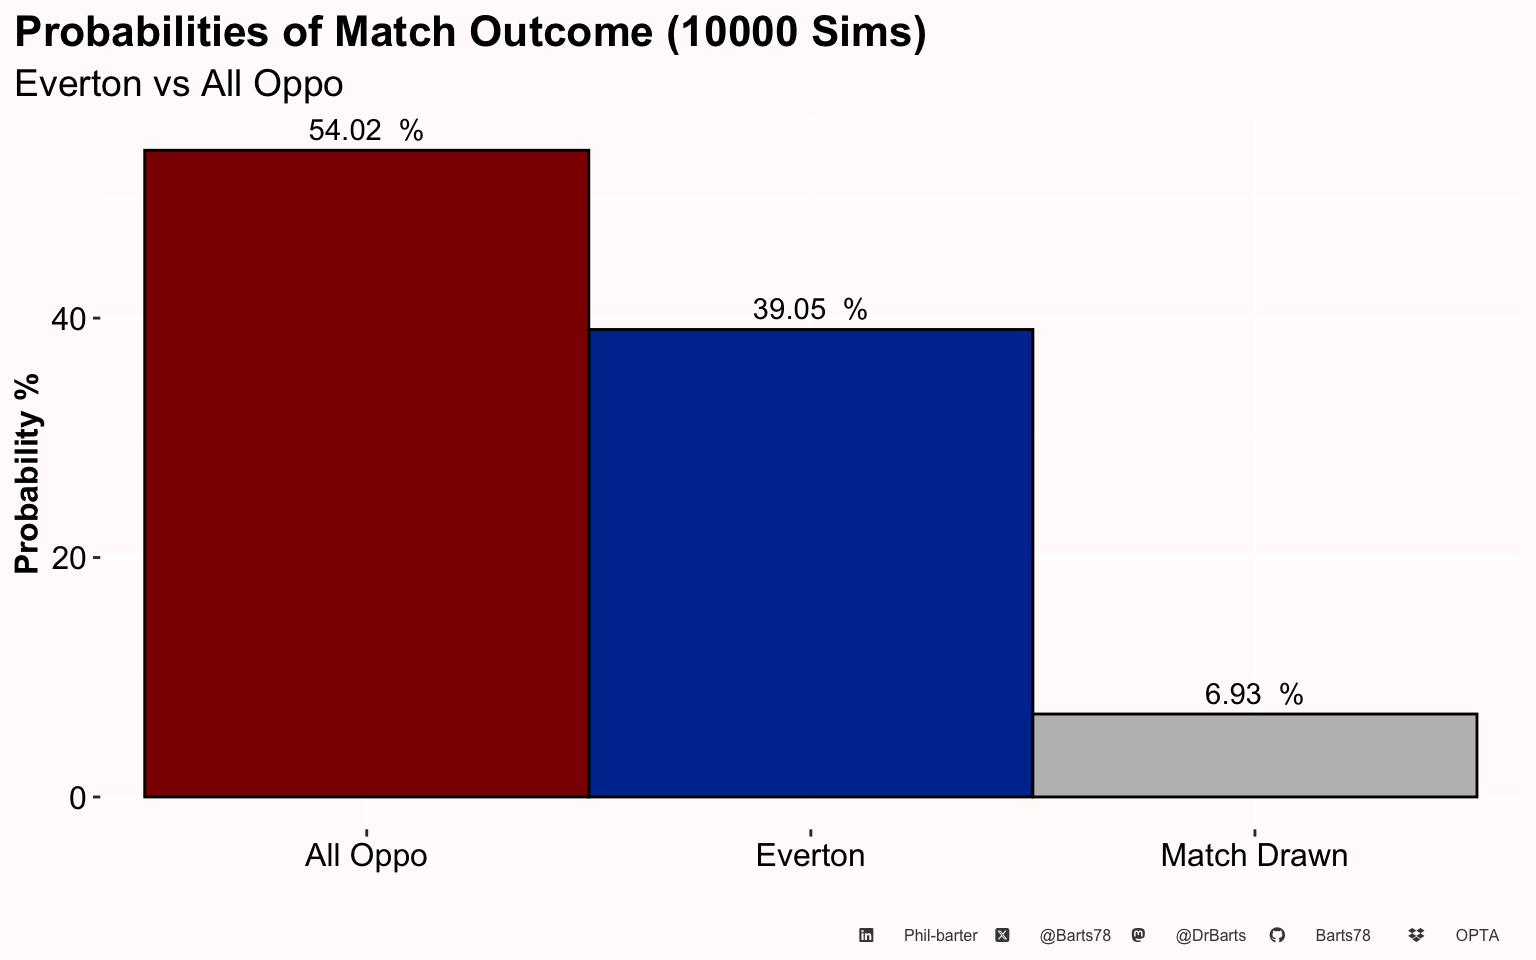 Probabilities of Match Outcome (10000 Sims)
Everton vs All Oppo
54.02 %
39.05 %
6.93 %
Probability %
40
20
0
All Oppo Everton Match Drawn
Phil-barter @Barts78 @DrBarts Barts78 OPTA